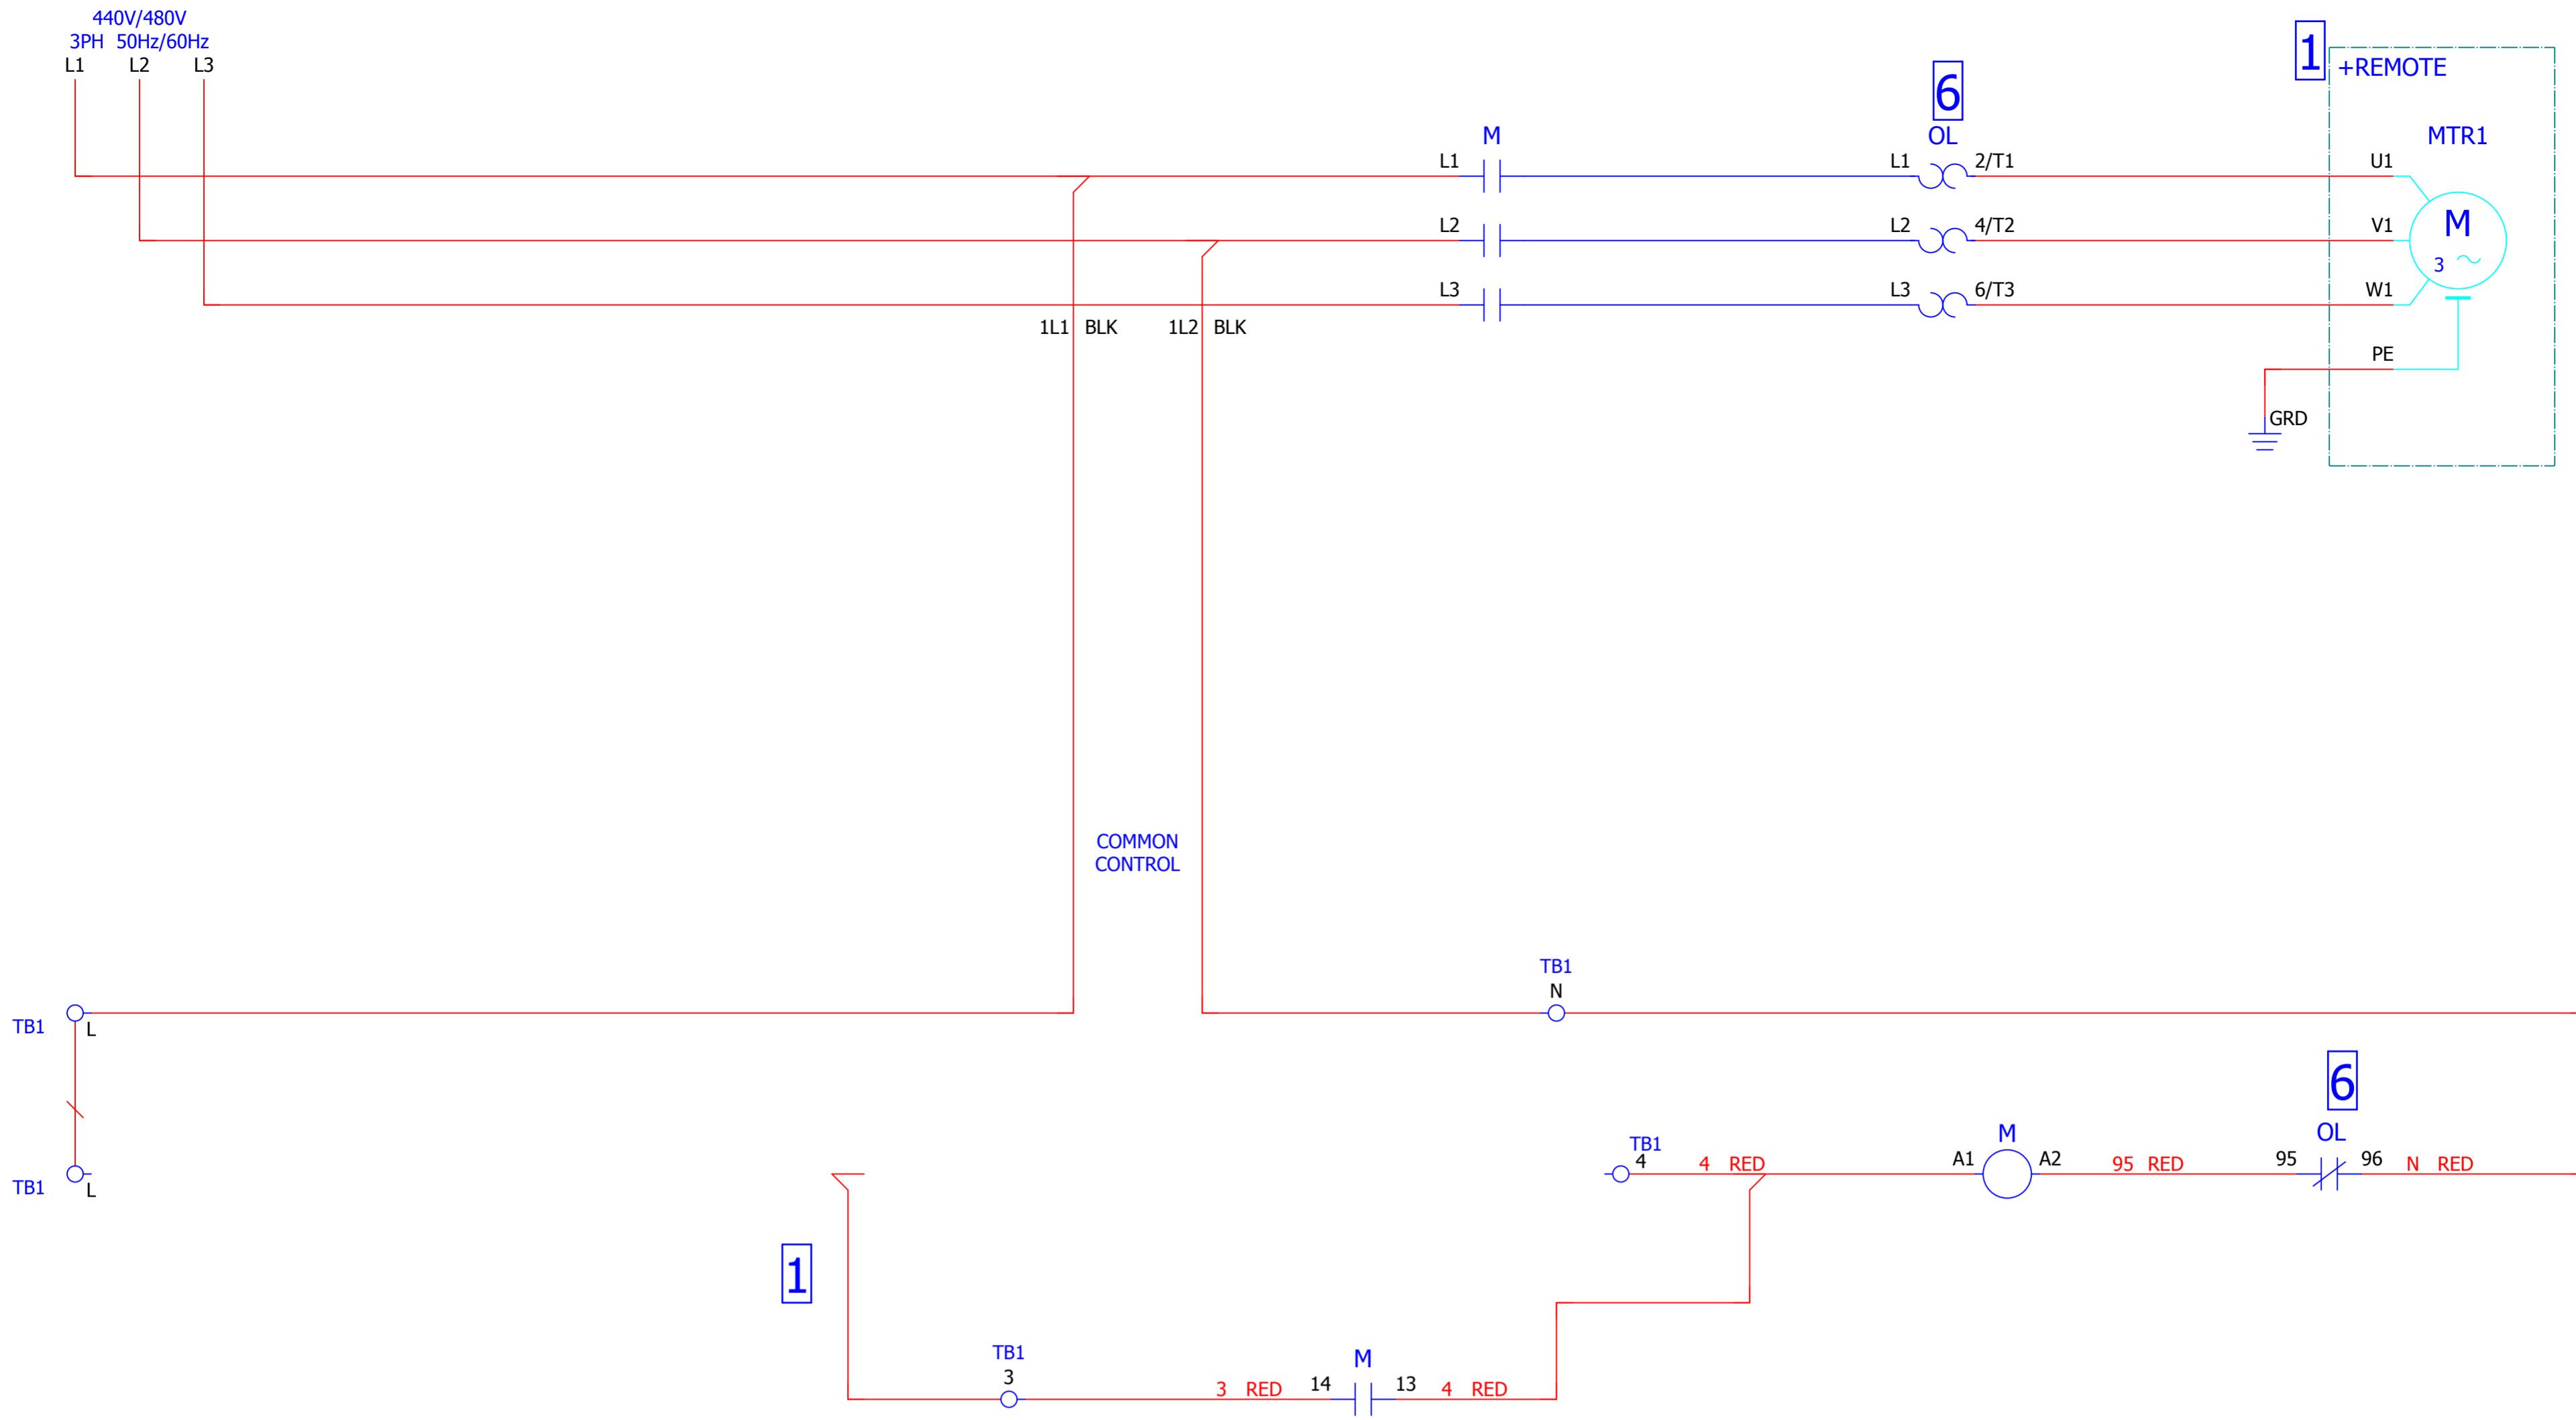 440V/480V
3PH 50Hz/60Hz
L1 L2 L3
1
+REMOTE
6
OL
M
MTR1
L1 L1 2/T1 U1
M
3
L2 L2 4/T2 V1
L3 L3 6/T3 W1
1L1 BLK 1L2 BLK
PE
GRD
COMMON
CONTROL
TB1
N
TB1 L
6
TB1
4 4 RED
M
A1 A2
95 RED
OL
95 96
N RED
TB1 L
1
TB1
3
3 RED
M
14 13
4 RED